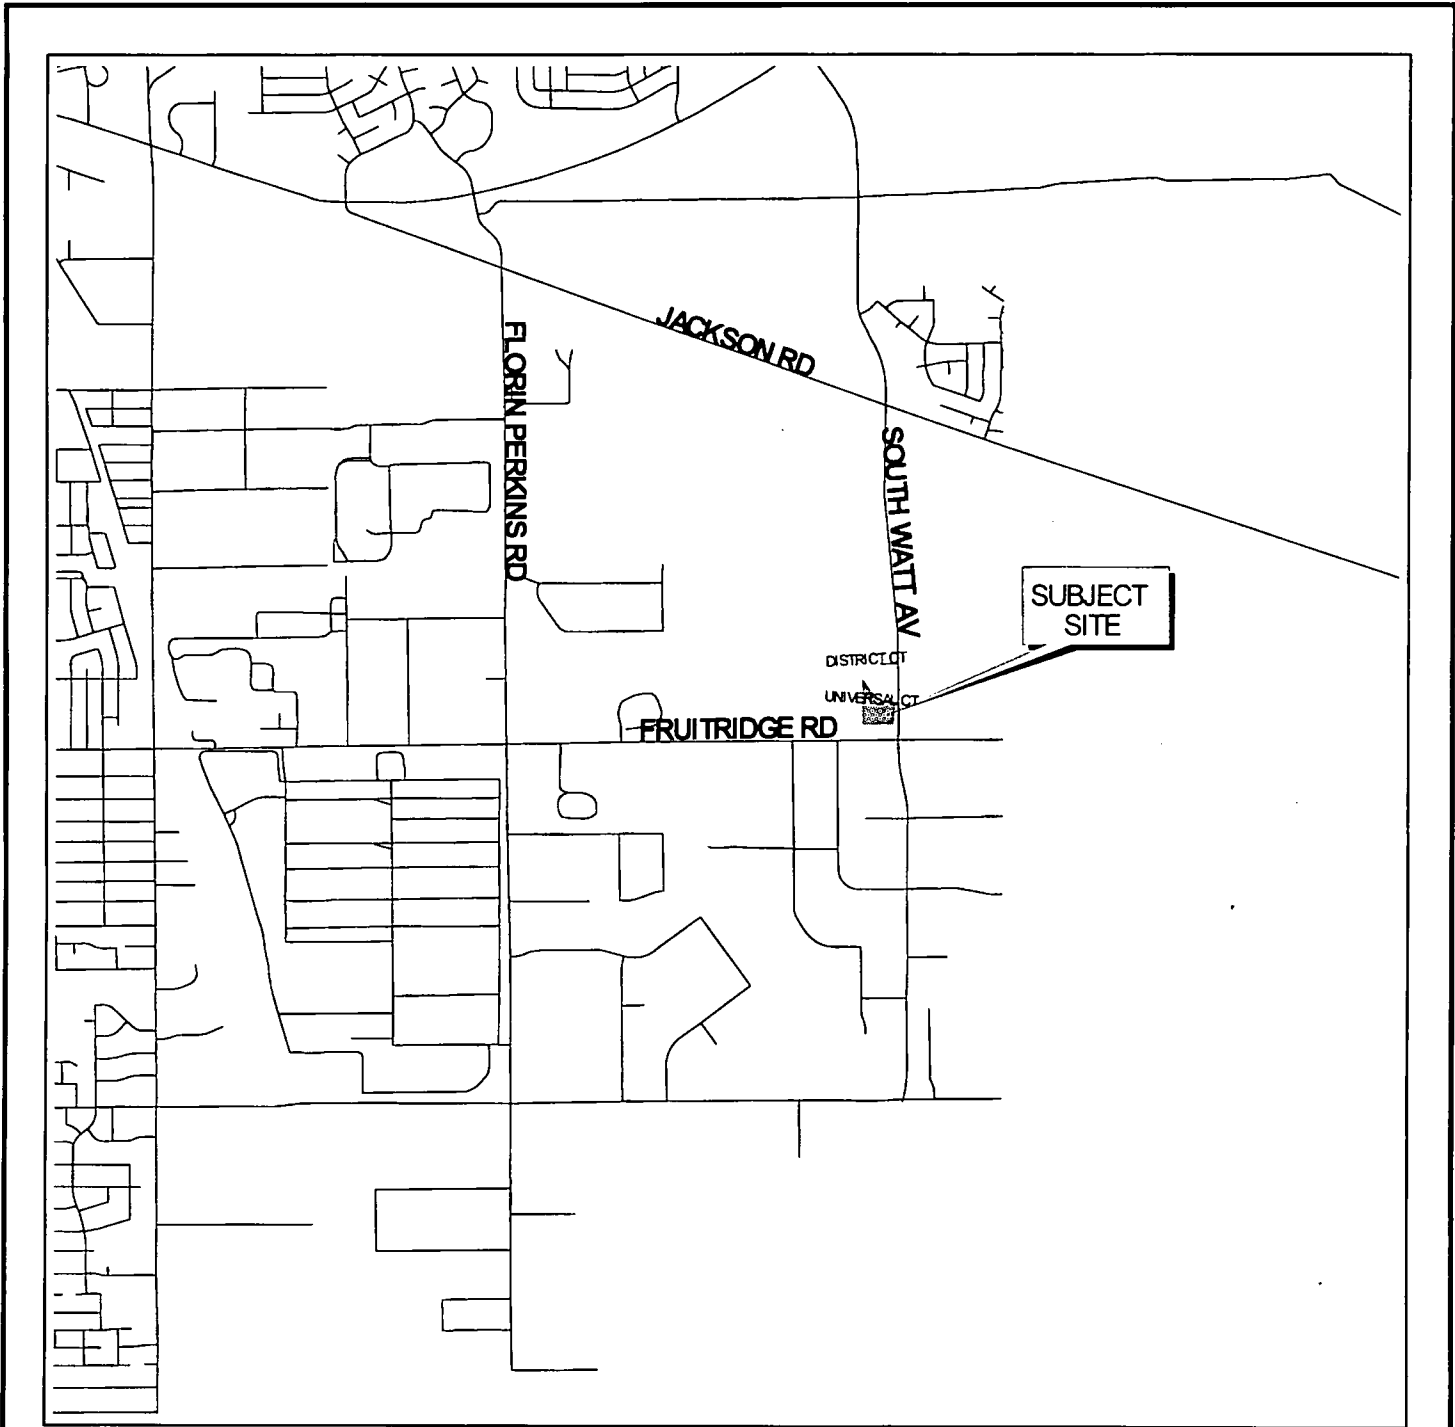 JACKSON RD
FLORIN PERKINS RD
SOUTH WATT AV
SUBJECT
SITE
DISTRICT CT
UNIVERSAL CT
FRUITRIDGE RD